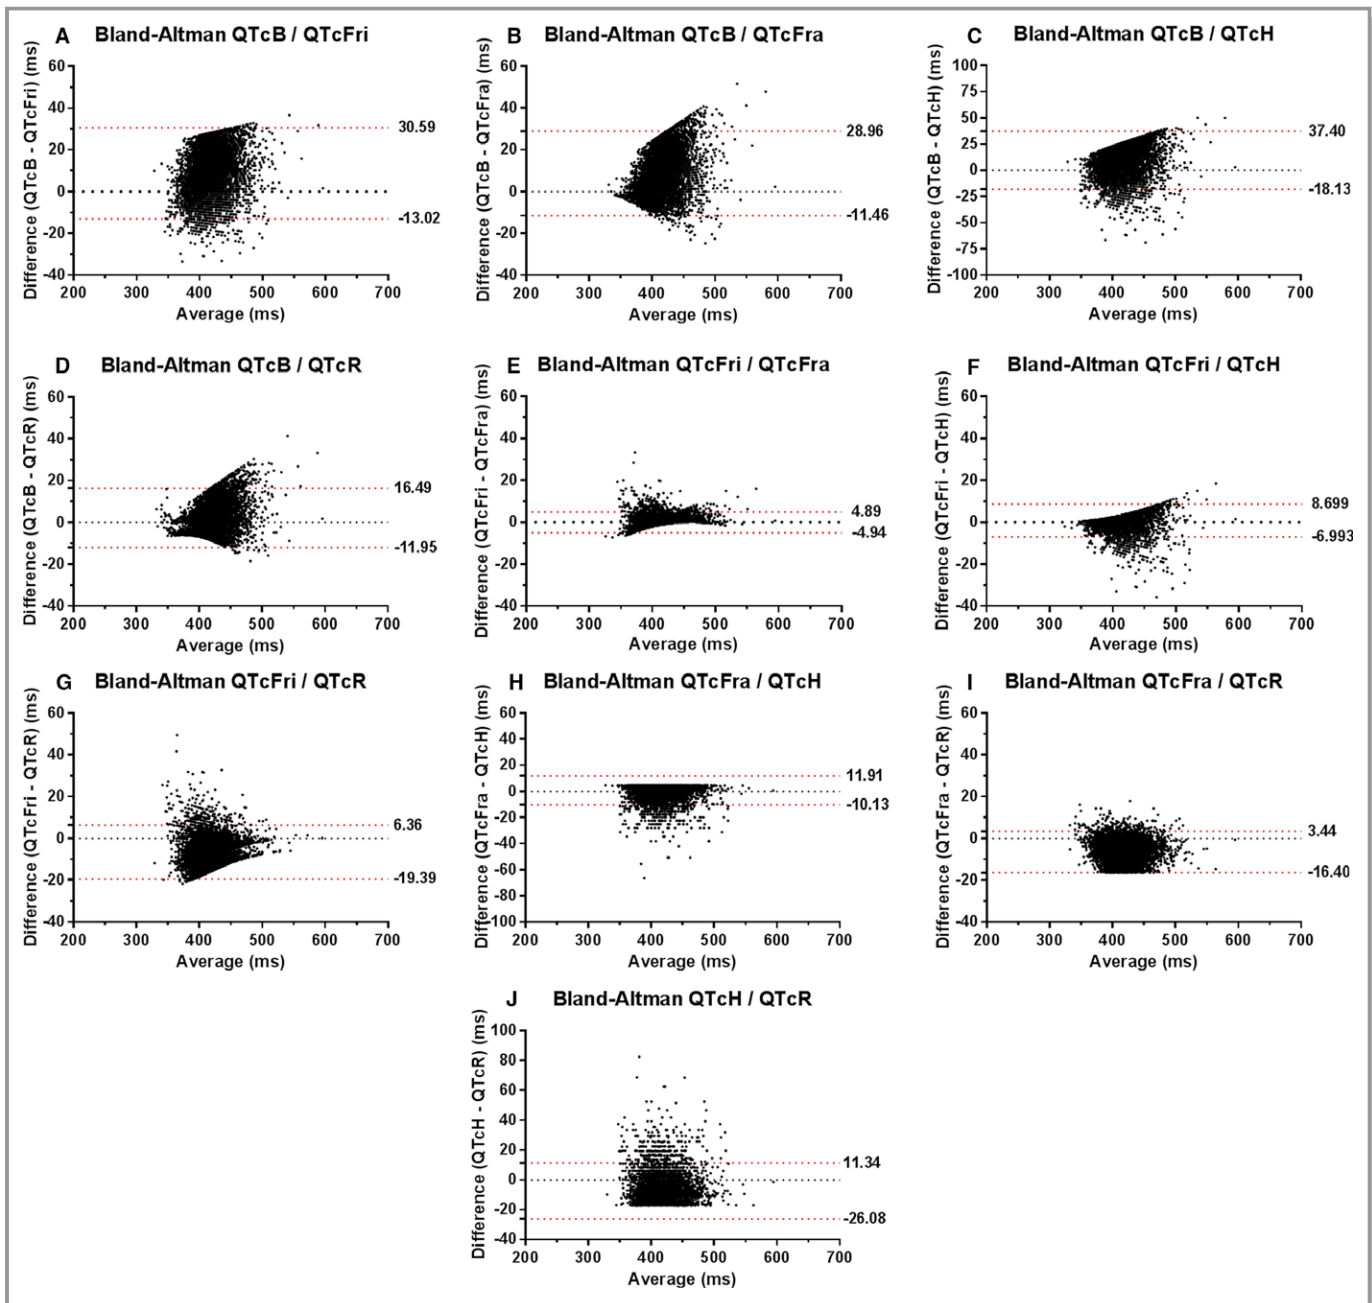 A Bland-Altman QTcB / QTcFri
Difference (QTcB - QTcFri) (ms)
60
40
20
0
-20
-40
30.59
-13.02
200 300 400 500 600 700
Average (ms)
B Bland-Altman QTcB / QTcFra
Difference (QTcB - QTcFra) (ms)
60
40
20
0
-20
-40
28.96
-11.46
200 300 400 500 600 700
Average (ms)
C Bland-Altman QTcB / QTcH
Difference (QTcB - QTcH) (ms)
100
75
50
25
0
-25
-50
-75
-100
37.40
-18.13
200 300 400 500 600 700
Average (ms)
D Bland-Altman QTcB / QTcR
Difference (QTcB - QTcR) (ms)
60
40
20
0
-20
-40
16.49
-11.95
200 300 400 500 600 700
Average (ms)
E Bland-Altman QTcFri / QTcFra
Difference (QTcFri - QTcFra) (ms)
60
40
20
0
-20
-40
4.89
-4.94
200 300 400 500 600 700
Average (ms)
F Bland-Altman QTcFri / QTcH
Difference (QTcFri - QTcH) (ms)
60
40
20
0
-20
-40
8.699
-6.993
200 300 400 500 600 700
Average (ms)
G Bland-Altman QTcFri / QTcR
Difference (QTcFri - QTcR) (ms)
60
40
20
0
-20
-40
6.36
-19.39
200 300 400 500 600 700
Average (ms)
H Bland-Altman QTcFra / QTcH
Difference (QTcFra - QTcH) (ms)
60
40
20
0
-20
-40
-60
-80
-100
11.91
-10.13
200 300 400 500 600 700
Average (ms)
I Bland-Altman QTcFra / QTcR
Difference (QTcFra - QTcR) (ms)
60
40
20
0
-20
-40
3.44
-16.40
200 300 400 500 600 700
Average (ms)
J Bland-Altman QTcH / QTcR
Difference (QTcH - QTcR) (ms)
100
80
60
40
20
0
-20
-40
11.34
-26.08
200 300 400 500 600 700
Average (ms)